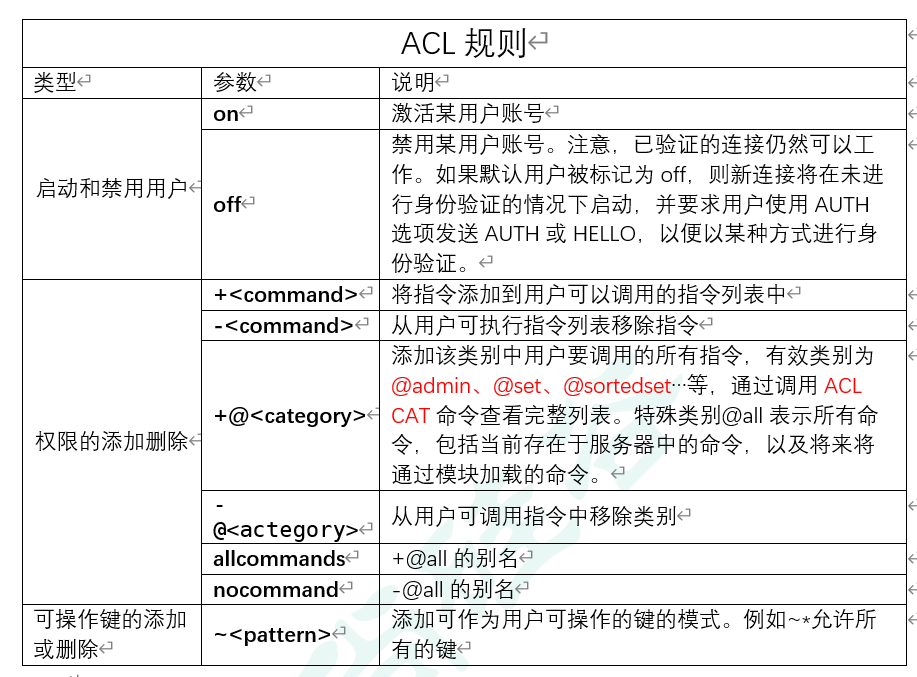 ACL 规则
类型 参数 说明
启动和禁用用户
on
激活某用户账号
off
禁用某用户账号。注意，已验证的连接仍然可以工
作。如果默认用户被标记为 off，则新连接将在未进
行身份验证的情况下启动，并要求用户使用 AUTH
选项发送 AUTH 或 HELLO，以便以某种方式进行身
份验证。
权限的添加删除
+<command>
将指令添加到用户可以调用的指令列表中
-<command>
从用户可执行指令列表移除指令
+@<category>
添加该类别中用户要调用的所有指令，有效类别为
@admin、@set、@sortedset…等，通过调用 ACL
CAT 命令查看完整列表。特殊类别@all 表示所有命
令，包括当前存在于服务器中的命令，以及将来将
通过模块加载的命令。
-
@<actegory>
从用户可调用指令中移除类别
allcommands
+@all 的别名
nocommand
-@all 的别名
可操作键的添加
或删除
~<pattern>
添加可作为用户可操作的键的模式。例如~*允许所
有的键